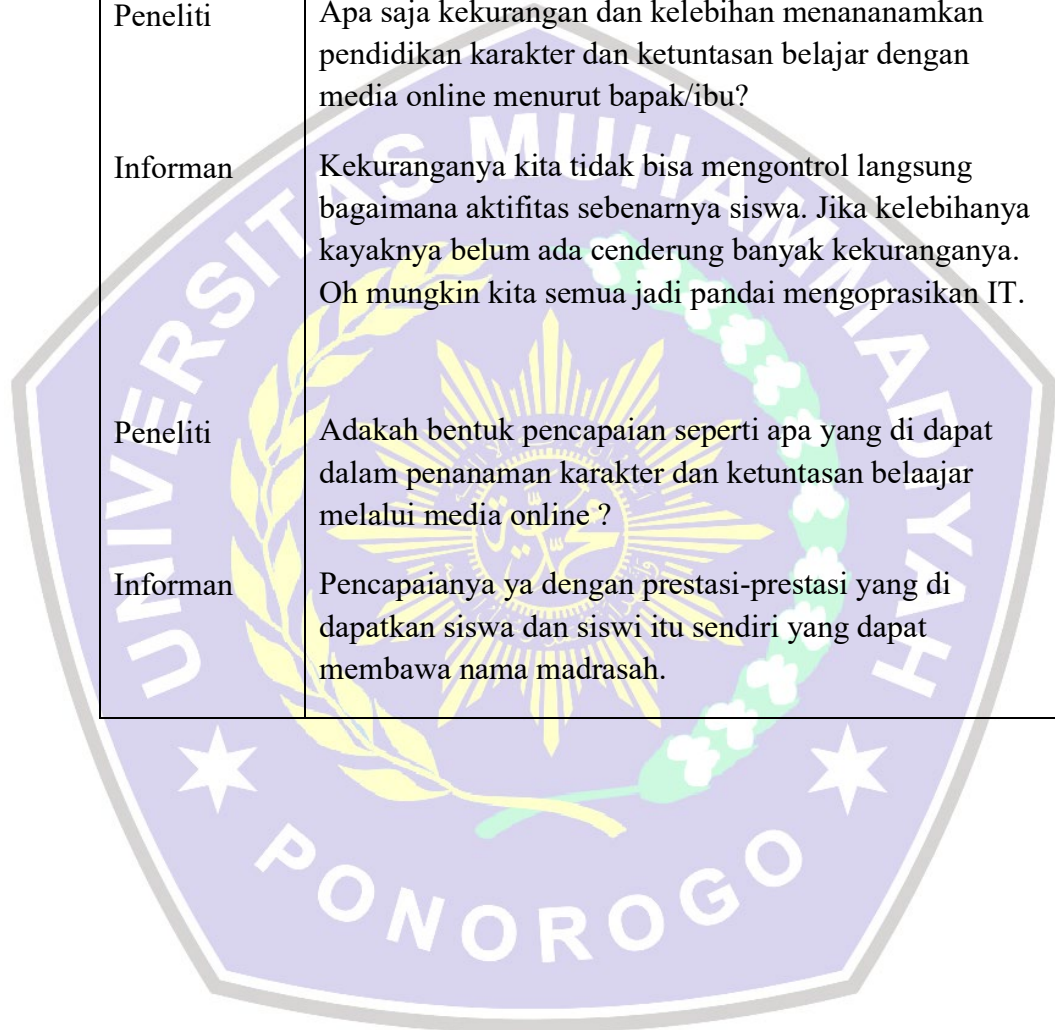 Peneliti
Apa saja kekurangan dan kelebihan menananamkan
pendidikan karakter dan ketuntasan belajar dengan
media online menurut bapak/ibu?
Informan
Kekuranganya kita tidak bisa mengontrol langsung
bagaimana aktifitas sebenarnya siswa. Jika kelebihanya
kayaknya belum ada cenderung banyak kekuranganya.
Oh mungkin kita semua jadi pandai mengoprasikan IT.
Peneliti
Adakah bentuk pencapaian seperti apa yang di dapat
dalam penanaman karakter dan ketuntasan belaajar
melalui media online ?
Informan
Pencapaianya ya dengan prestasi-prestasi yang di
dapatkan siswa dan siswi itu sendiri yang dapat
membawa nama madrasah.
UNIVERSITAS MUHAMMADIYAH
PONOROGO
محمد